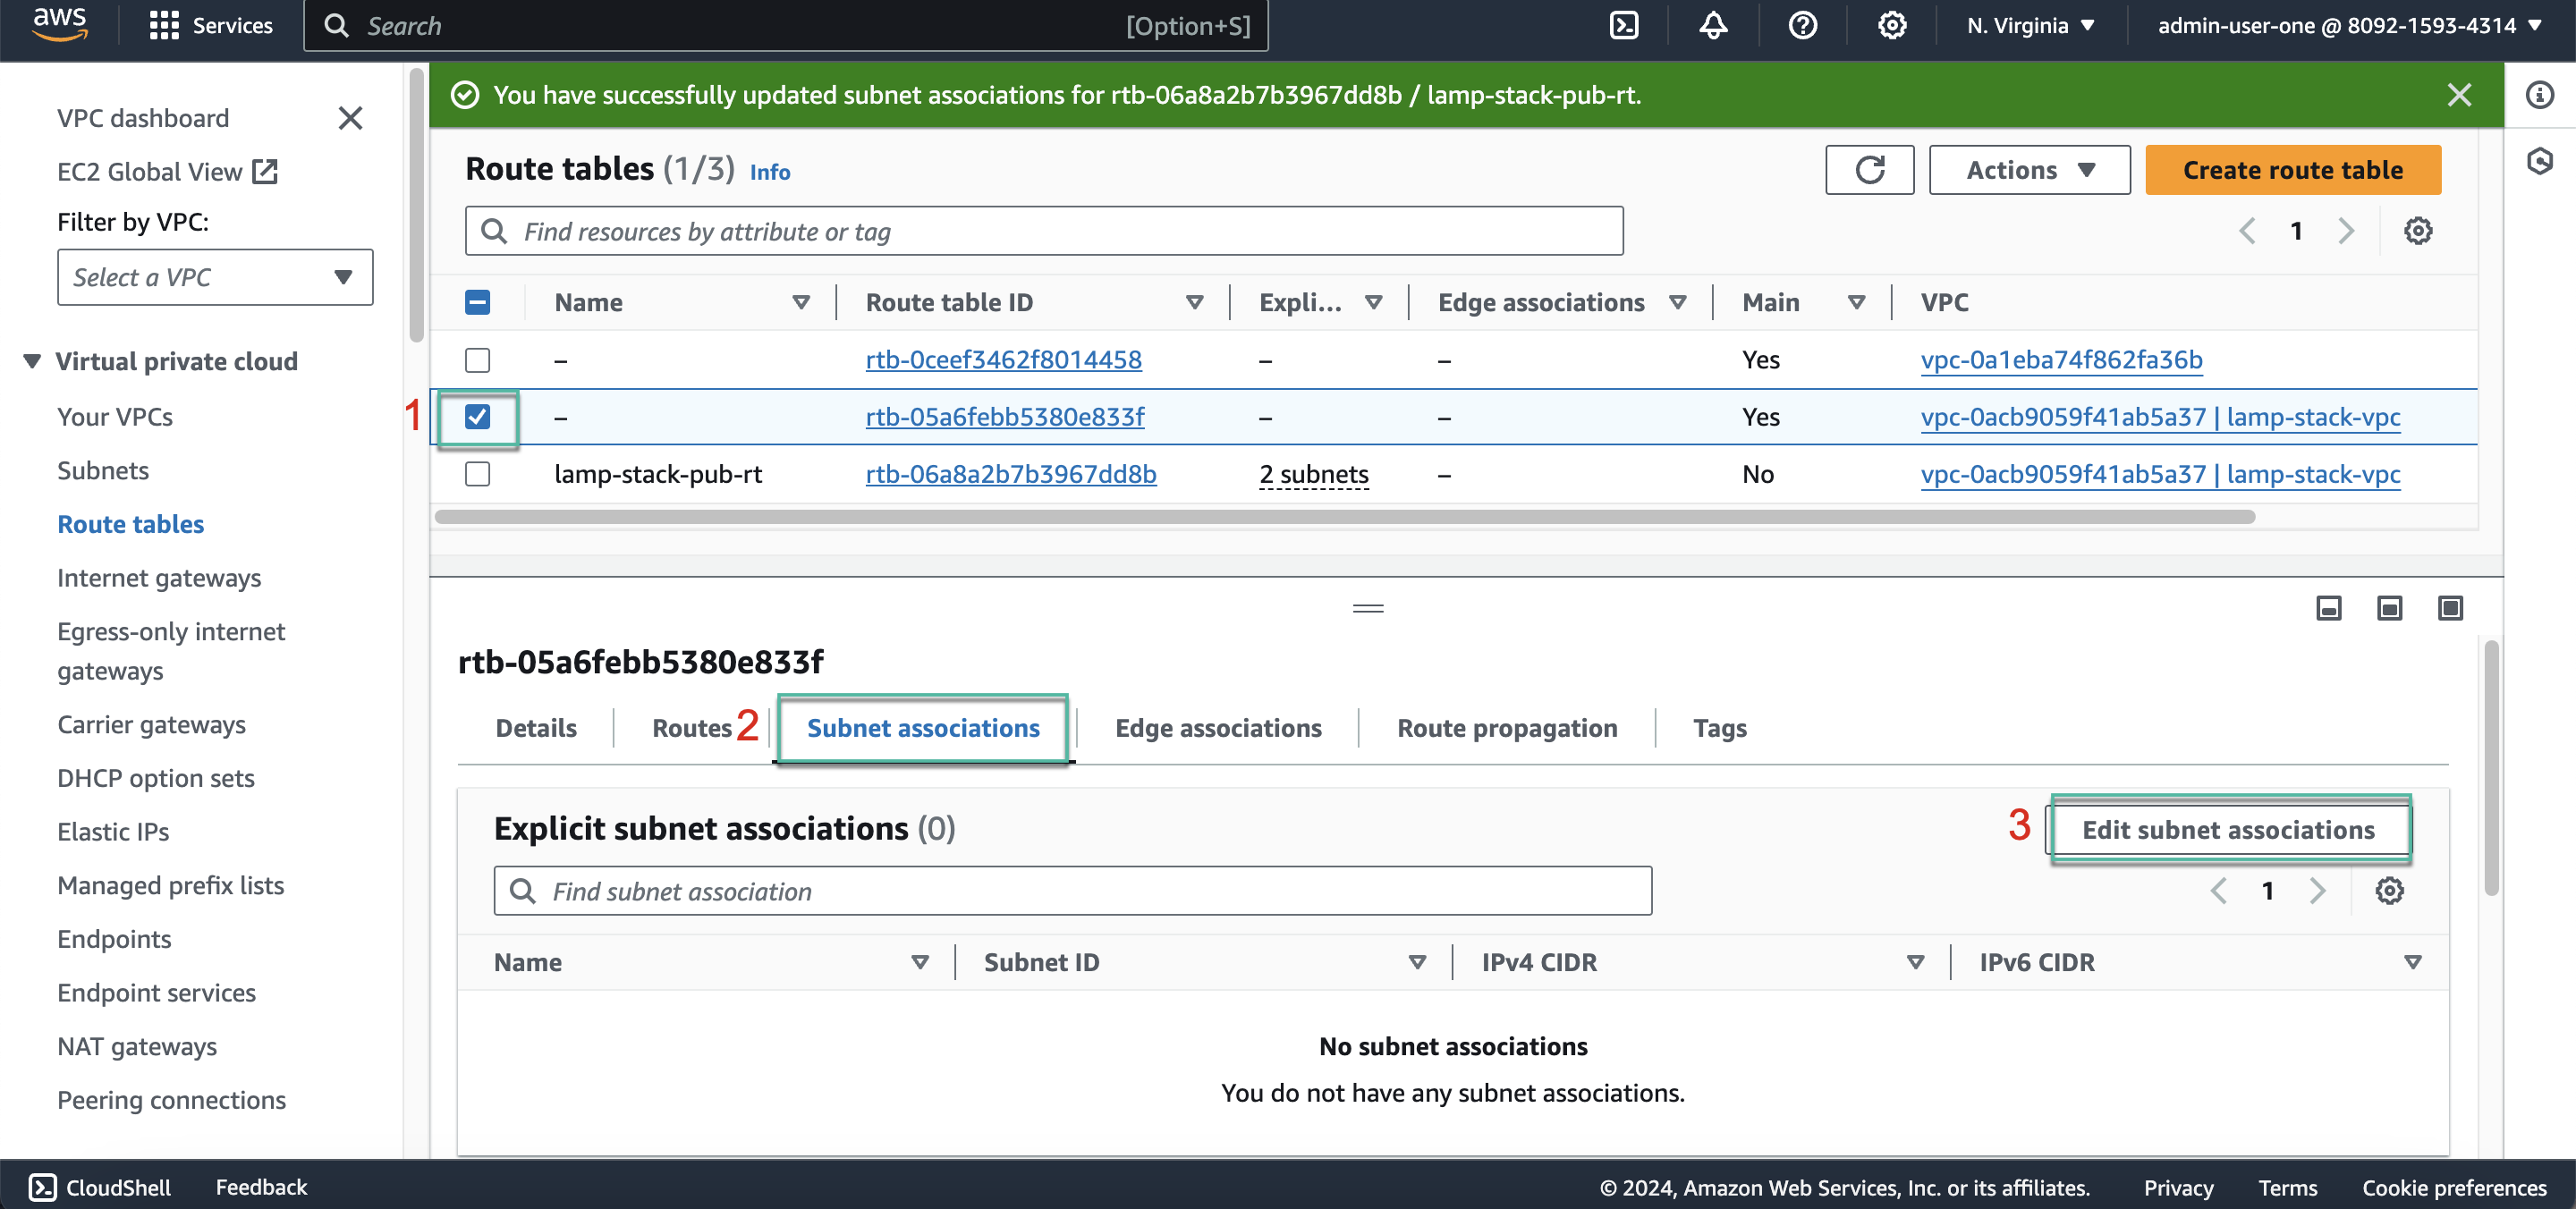 aws
Services
Search [Option+S]
N. Virginia
admin-user-one @ 8092-1593-4314
VPC dashboard
EC2 Global View
Filter by VPC:
Select a VPC
Virtual private cloud
Your VPCs
Subnets
Route tables
Internet gateways
Egress-only internet
gateways
Carrier gateways
DHCP option sets
Elastic IPs
Managed prefix lists
Endpoints
Endpoint services
NAT gateways
Peering connections
You have successfully updated subnet associations for rtb-06a8a2b7b3967dd8b / lamp-stack-pub-rt.
Route tables (1/3) Info
Actions
Create route table
Find resources by attribute or tag
1
Name Route table ID Expli... Edge associations Main VPC
– rtb-0ceef3462f8014458 – – Yes vpc-0a1eba74f862fa36b
1 – rtb-05a6febb5380e833f – – Yes vpc-0acb9059f41ab5a37 | lamp-stack-vpc
lamp-stack-pub-rt rtb-06a8a2b7b3967dd8b 2 subnets – No vpc-0acb9059f41ab5a37 | lamp-stack-vpc
rtb-05a6febb5380e833f
Details Routes 2 Subnet associations Edge associations Route propagation Tags
Explicit subnet associations (0)
3 Edit subnet associations
Find subnet association
1
Name Subnet ID IPv4 CIDR IPv6 CIDR
No subnet associations
You do not have any subnet associations.
CloudShell Feedback © 2024, Amazon Web Services, Inc. or its affiliates. Privacy Terms Cookie preferences